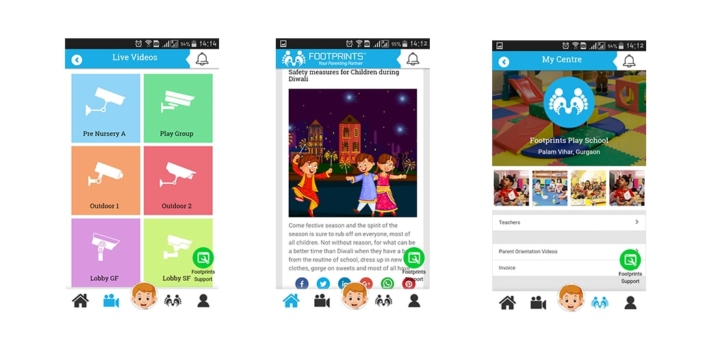 54% 14:14
Live Videos
Pre Nursery A
Play Group
Outdoor 1
Outdoor 2
Lobby GF
Lobby SF
Footprints
Support
55% 14:12
FOOTPRINTS
Your Parenting Partner
Safety measures for Children during
Diwali
Come festive season and the spirit of the
season is sure to rub off on everyone, most of
all children. Not without reason, for what can be
a better time than Diwali when they have a
from the routine of school, dress up in new
clothes, gorge on sweets and most of all
Footprints
Support
54% 14:12
My Centre
Footprints Play School
Palam Vihar, Gurgaon
Teachers
Parent Orientation Videos
Invoice
Footprints
Support